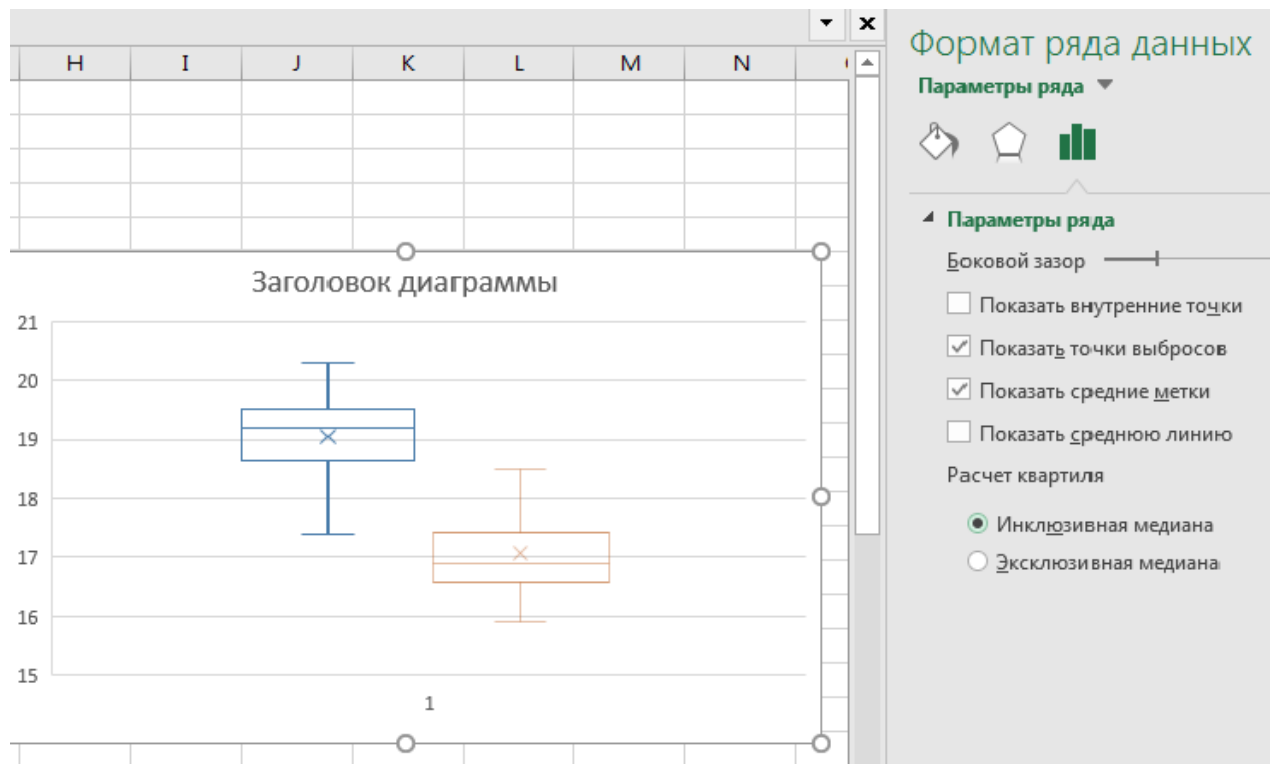 H I J K L M N
Формат ряда данных
Параметры ряда
Параметры ряда
Боковой зазор
Показать внутренние точки
Показать точки выбросов
Показать средние метки
Показать среднюю линию
Расчет квартиля
Инклюзивная медиана
Эксклюзивная медиана
Заголовок диаграммы
21
20
19
18
17
16
15
1